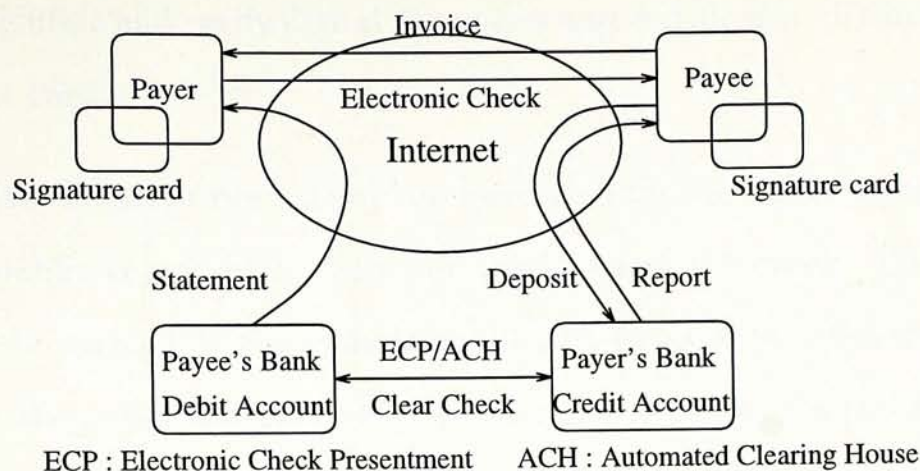 Invoice
Payer
Payee
Electronic Check
Internet
Signature card
Signature card
Statement
Deposit
Report
Payee's Bank
Debit Account
ECP/ACH
Clear Check
Payer's Bank
Credit Account
ECP : Electronic Check Presentment
ACH : Automated Clearing House